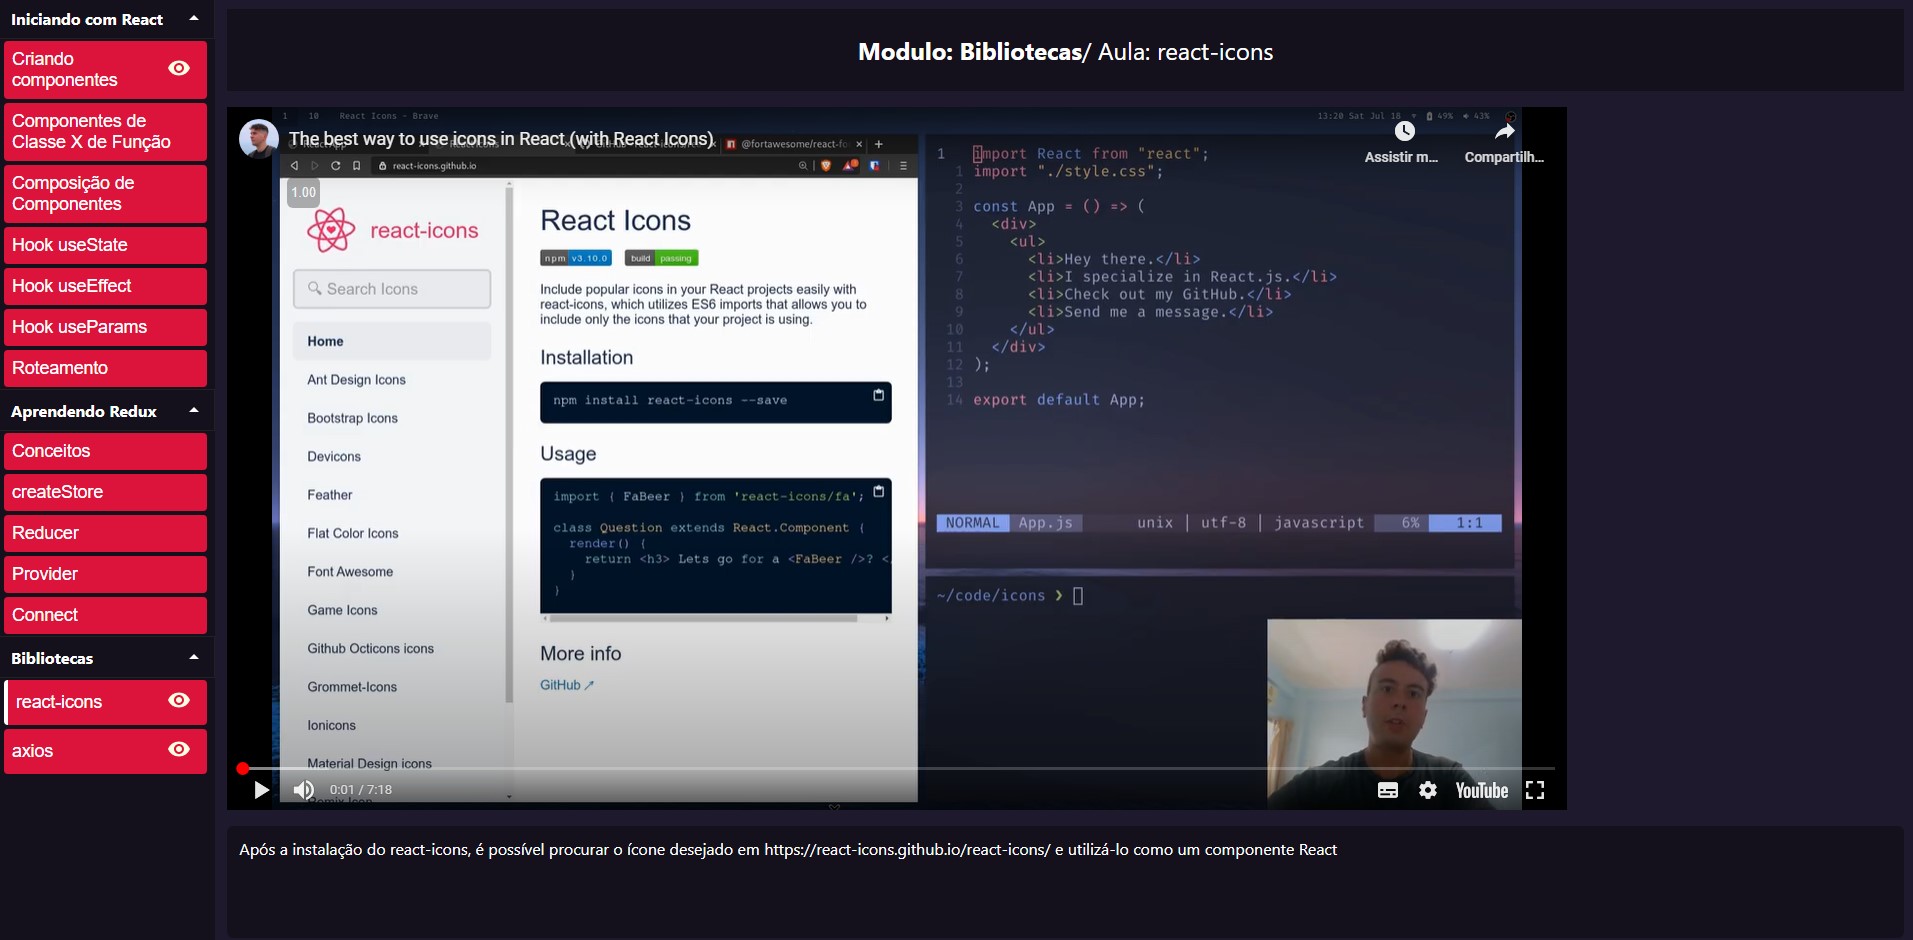 Iniciando com React
Criando
componentes
Componentes de
Classe X de Função
Composição de
Componentes
Hook useState
Hook useEffect
Hook useParams
Roteamento
Aprendendo Redux
Conceitos
createStore
Reducer
Provider
Connect
Bibliotecas
react-icons
axios
Modulo: Bibliotecas/ Aula: react-icons
1 10 React Icons - Brave
13:20 Sat Jul 18 49% 43%
The best way to use icons in React (with React Icons)
@fortawesome/react-fo
Assistir m...
Compartilh...
react-icons.github.io
1.00
react-icons
Search Icons
Home
Ant Design Icons
Bootstrap Icons
Devicons
Feather
Flat Color Icons
Font Awesome
Game Icons
Github Octicons icons
Grommet-Icons
Ionicons
Material Design icons
React Icons
npm v3.10.0 build passing
Include popular icons in your React projects easily with
react-icons, which utilizes ES6 imports that allows you to
include only the icons that your project is using.
Installation
npm install react-icons --save
Usage
import { FaBeer } from 'react-icons/fa';
class Question extends React.Component {
render() {
return <h3> Lets go for a <FaBeer />? <
}
}
More info
GitHub
1 import React from "react";
1 import "./style.css";
2
3 const App = () => (
4 <div>
5 <ul>
6 <li>Hey there.</li>
7 <li>I specialize in React.js.</li>
8 <li>Check out my GitHub.</li>
9 <li>Send me a message.</li>
10 </ul>
11 </div>
12 );
13
14 export default App;
NORMAL App.js unix | utf-8 | javascript 6% 1:1
~/code/icons ❯
0:01 / 7:18
YouTube
Após a instalação do react-icons, é possível procurar o ícone desejado em https://react-icons.github.io/react-icons/ e utilizá-lo como um componente React